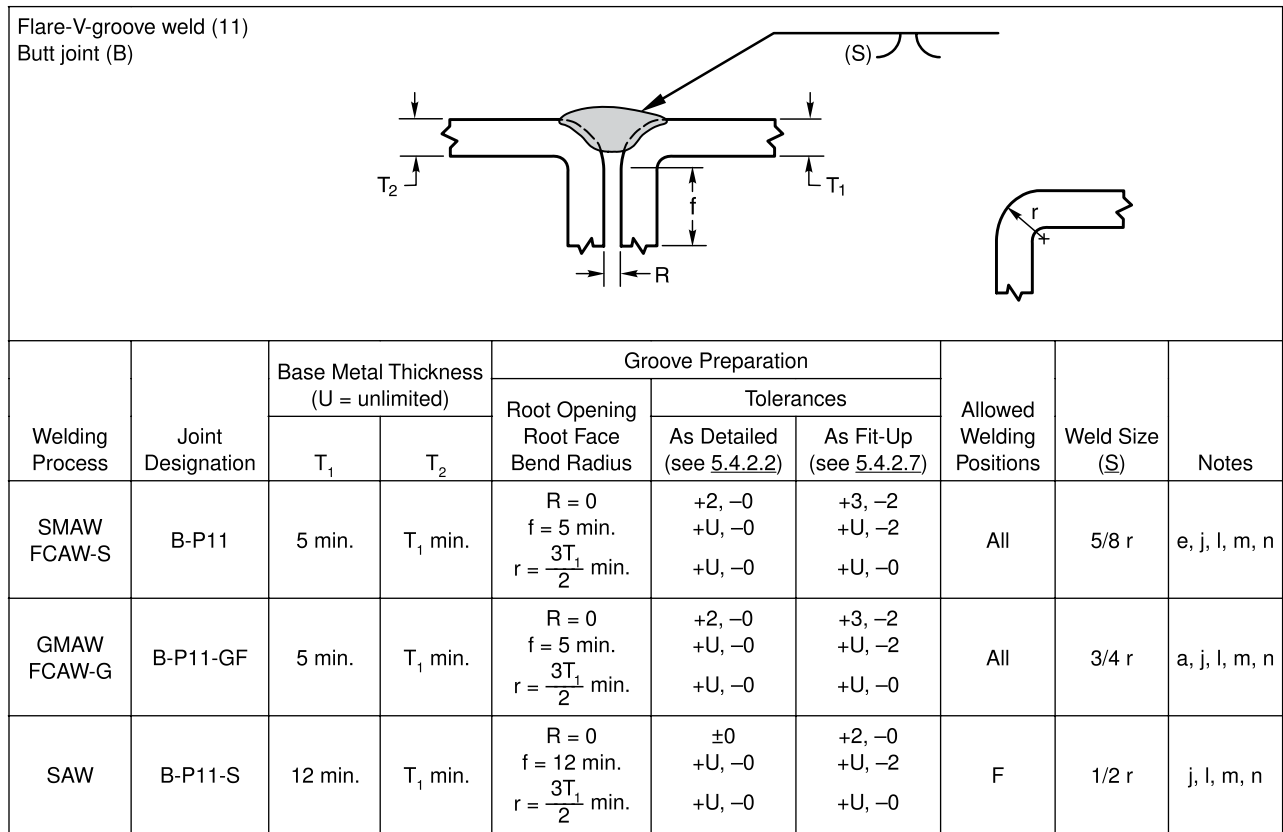 Flare-V-groove weld (11)
Butt joint (B)
(S)
T2
T1
f
R
r
Welding Process
Joint Designation
Base Metal Thickness
(U = unlimited)
T1
T2
Groove Preparation
Root Opening
Root Face
Bend Radius
Tolerances
As Detailed
(see 5.4.2.2)
As Fit-Up
(see 5.4.2.7)
Allowed
Welding
Positions
Weld Size
(S)
Notes
SMAW
FCAW-S
B-P11
5 min.
T1 min.
R = 0
f = 5 min.
r = 3T1/2 min.
+2, –0
+U, –0
+U, –0
+3, –2
+U, –2
+U, –0
All
5/8 r
e, j, l, m, n
GMAW
FCAW-G
B-P11-GF
5 min.
T1 min.
R = 0
f = 5 min.
r = 3T1/2 min.
+2, –0
+U, –0
+U, –0
+3, –2
+U, –2
+U, –0
All
3/4 r
a, j, l, m, n
SAW
B-P11-S
12 min.
T1 min.
R = 0
f = 12 min.
r = 3T1/2 min.
±0
+U, –0
+U, –0
+2, –0
+U, –2
+U, –0
F
1/2 r
j, l, m, n